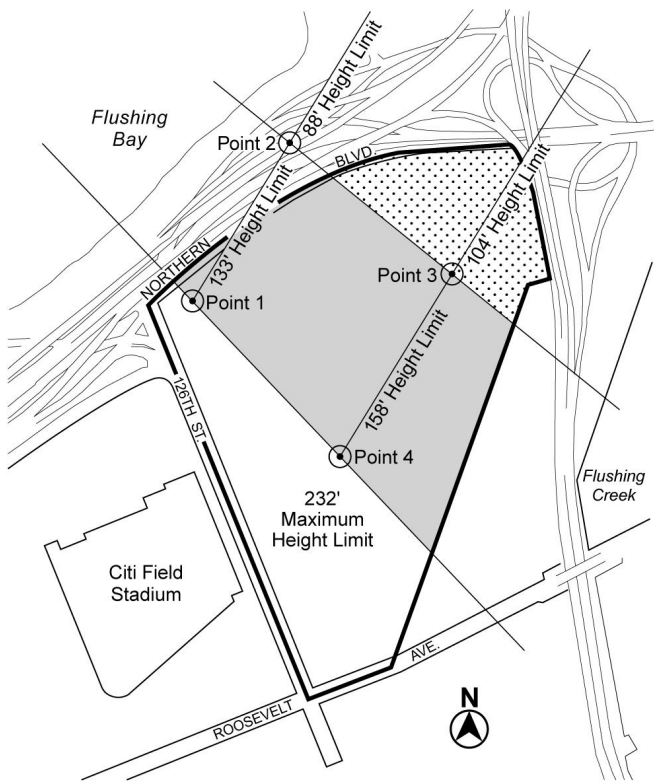 Flushing
Bay
Point 2
88' Height Limit
BLVD.
NORTHERN
133' Height Limit
104' Height Limit
Point 3
Point 1
158' Height Limit
126TH ST.
Point 4
232'
Maximum
Height Limit
Flushing
Creek
Citi Field
Stadium
AVE.
ROOSEVELT
N